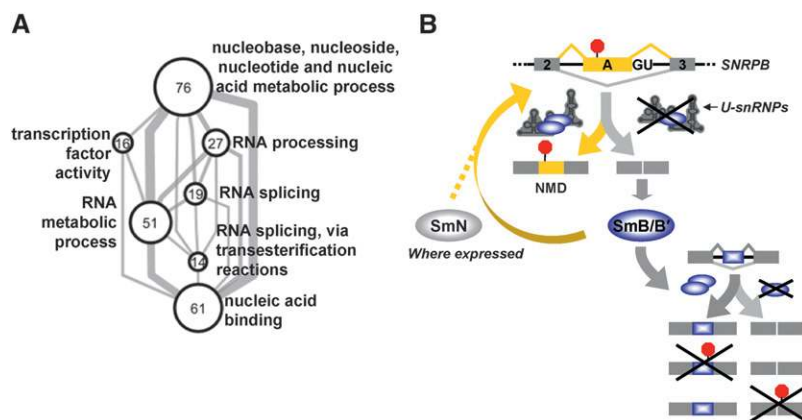 A
nucleobase, nucleoside,
nucleotide and nucleic
acid metabolic process
76
transcription
factor
activity
16
27
RNA processing
19
RNA splicing
RNA
metabolic
process
51
RNA splicing, via
transesterification
reactions
14
61
nucleic acid
binding
B
2
A
GU
3
SNRPB
U-snRNPs
NMD
SmN
Where expressed
SmB/B′